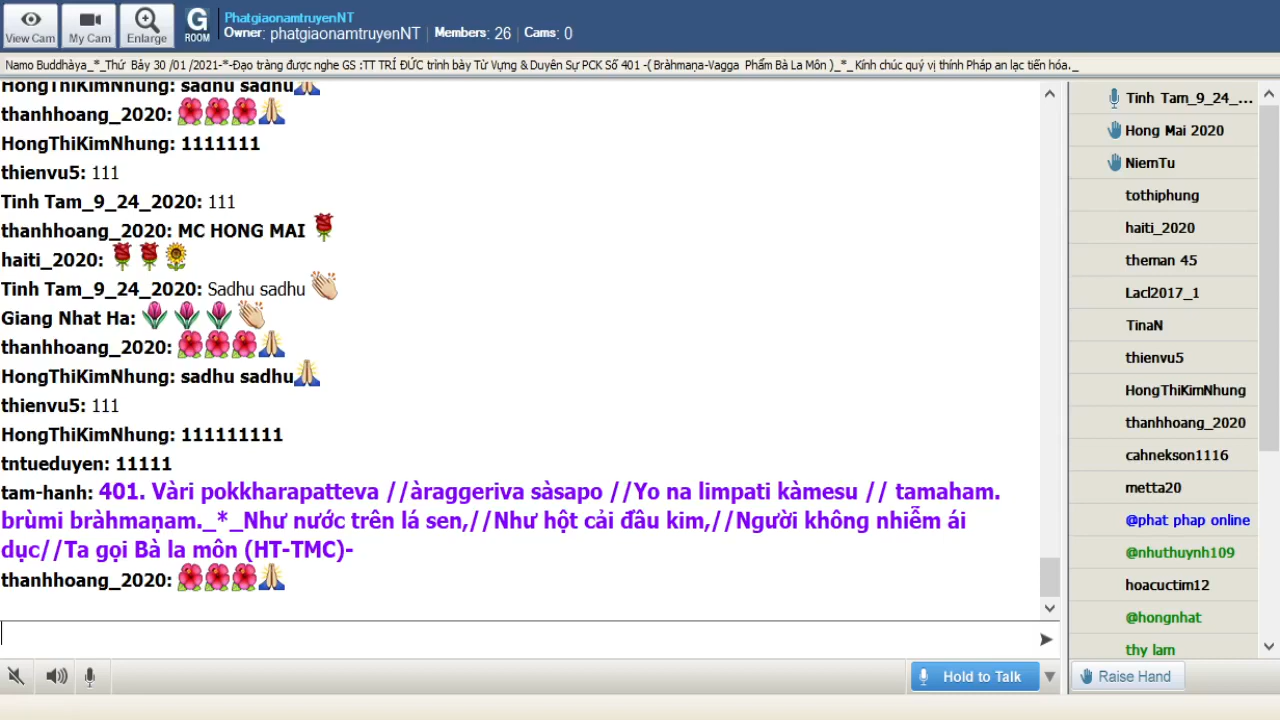 View Cam
My Cam
Enlarge
G
ROOM
PhatgiaonamtruyenNT
Owner: phatgiaonamtruyenNT | Members: 26 | Cams: 0
Namo Buddhàya_*_Thứ Bảy 30 /01 /2021-*-Đạo tràng được nghe GS :TT TRÍ ĐỨC trình bày Từ Vựng & Duyên Sự PCK Số 401 -( Bràhmaṇa-Vagga Phẩm Bà La Môn )_*_ Kính chúc quý vị thính Pháp an lạc tiến hóa._
HongThiKimNhung: sadhu sadhu
thanhhoang_2020:
HongThiKimNhung: 1111111
thienvu5: 111
Tinh Tam_9_24_2020: 111
thanhhoang_2020: MC HONG MAI
haiti_2020:
Tinh Tam_9_24_2020: Sadhu sadhu
Giang Nhat Ha:
thanhhoang_2020:
HongThiKimNhung: sadhu sadhu
thienvu5: 111
HongThiKimNhung: 111111111
tntueduyen: 11111
tam-hanh: 401. Vàri pokkharapatteva //àraggeriva sàsapo //Yo na limpati kàmesu // tamaham.
brùmi bràhmaṇam._*_Như nước trên lá sen,//Như hột cải đầu kim,//Người không nhiễm ái
dục//Ta gọi Bà la môn (HT-TMC)-
thanhhoang_2020:
Tinh Tam_9_24_...
Hong Mai 2020
NiemTu
tothiphung
haiti_2020
theman 45
Lacl2017_1
TinaN
thienvu5
HongThiKimNhung
thanhhoang_2020
cahnekson1116
metta20
@phat phap online
@nhuthuynh109
hoacuctim12
@hongnhat
thy lam
Hold to Talk
Raise Hand